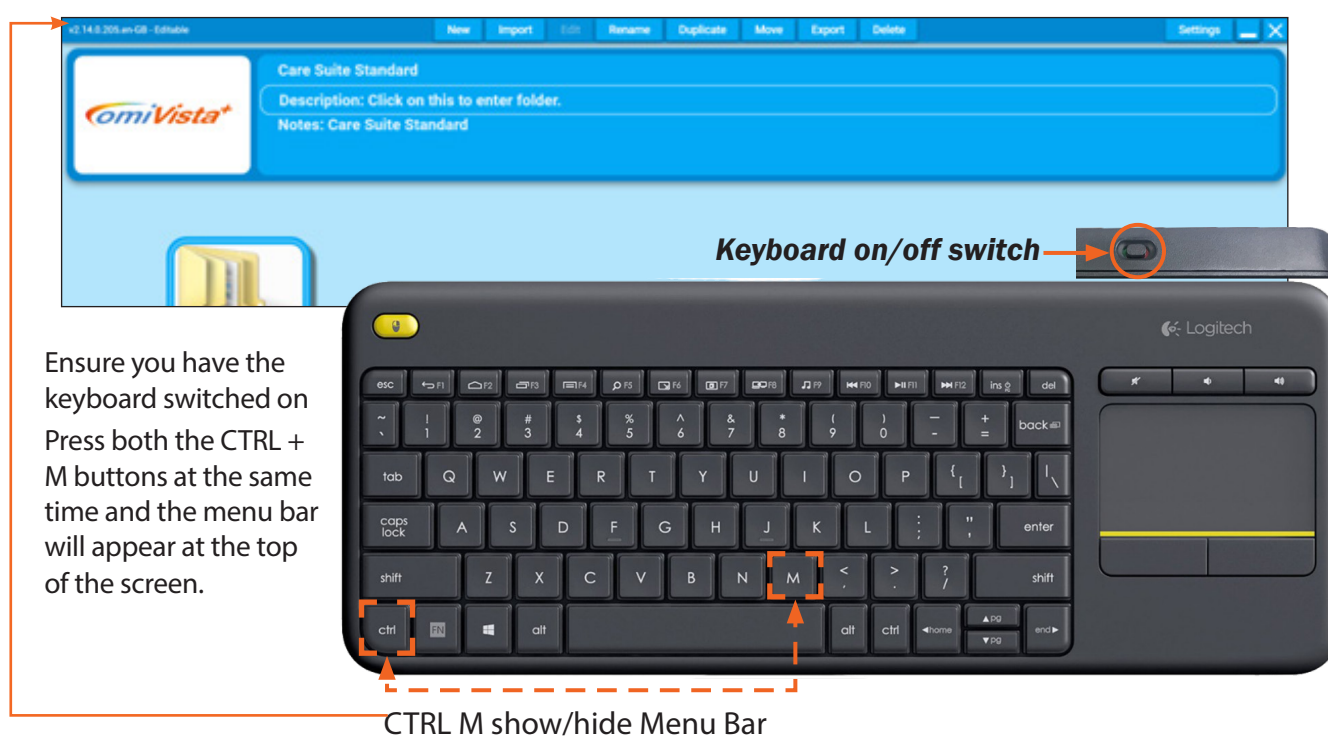 v2.14.0.205.en-GB - Editable New Import Edit Rename Duplicate Move Export Delete Settings
Care Suite Standard
Description: Click on this to enter folder.
Notes: Care Suite Standard
OmiVista+
Keyboard on/off switch
Ensure you have the
keyboard switched on
Press both the CTRL +
M buttons at the same
time and the menu bar
will appear at the top
of the screen.
Logitech
esc F1 F2 F3 F4 F5 F6 F7 F8 F9 F10 F11 F12 ins del
~ ` ! 1 @ 2 # 3 $ 4 % 5 ^ 6 & 7 * 8 ( 9 ) 0 _ - + = back
tab Q W E R T Y U I O P { [ } ] | \
caps lock A S D F G H J K L : ; " ' enter
shift Z X C V B N M < , > . ? / shift
ctrl FN alt alt ctrl home pg pg end
CTRL M show/hide Menu Bar